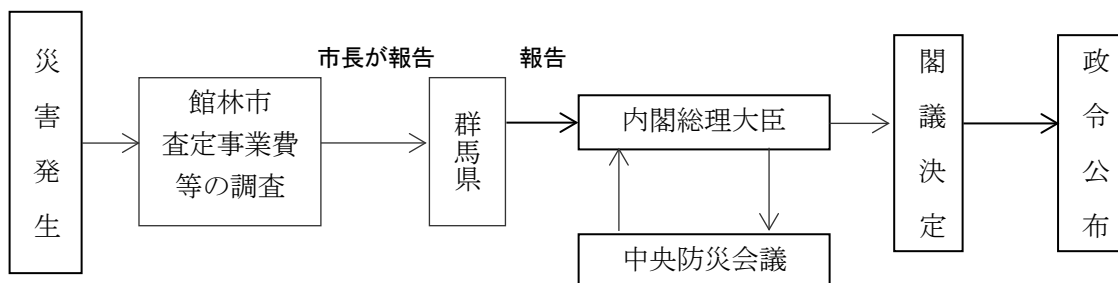 災害発生
館林市
査定事業費
等の調査
市長が報告
群馬県
報告
内閣総理大臣
中央防災会議
閣議決定
政令公布